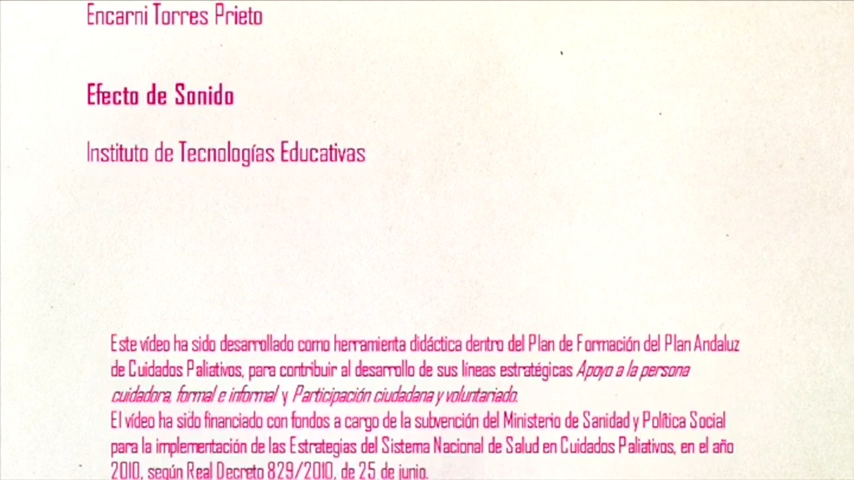 Encarni Torres Prieto
Efecto de Sonido
Instituto de Tecnologías Educativas
Este vídeo ha sido desarrollado como herramienta didáctica dentro del Plan de Formación del Plan Andaluz
de Cuidados Paliativos, para contribuir al desarrollo de sus líneas estratégicas Apoyo a la persona
cuidadora, formal e informal y Participación ciudadana y voluntariado.
El vídeo ha sido financiado con fondos a cargo de la subvención del Ministerio de Sanidad y Política Social
para la implementación de las Estrategias del Sistema Nacional de Salud en Cuidados Paliativos, en el año
2010, según Real Decreto 829/2010, de 25 de junio.